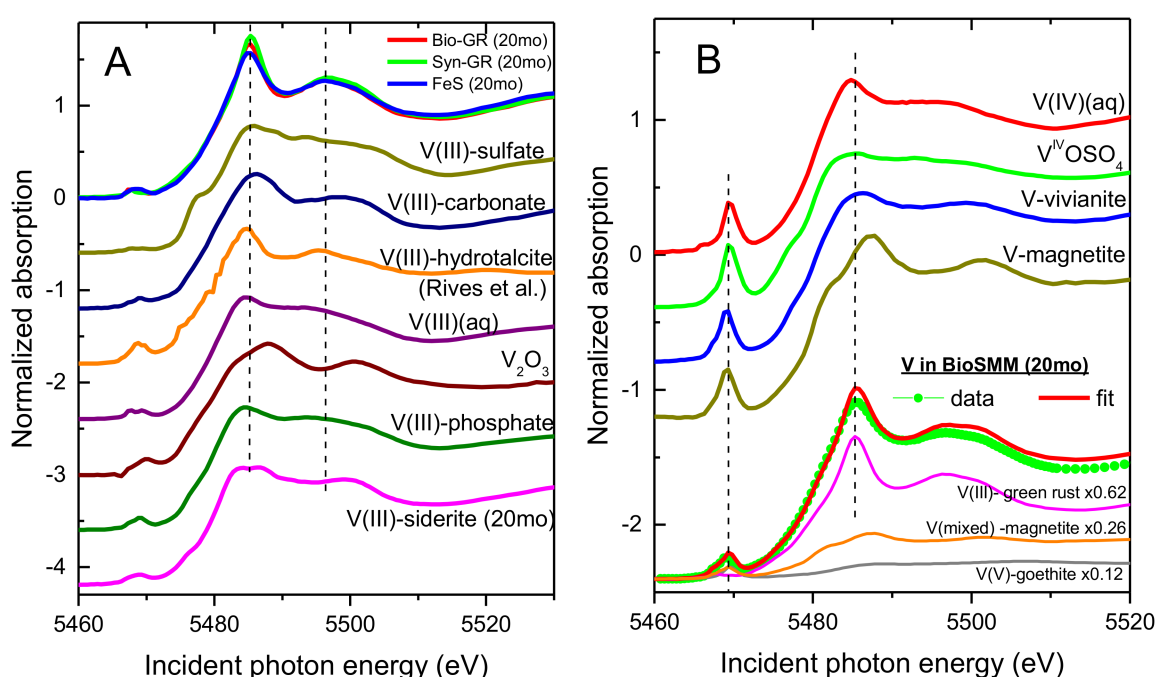 A
Bio-GR (20mo)
Syn-GR (20mo)
FeS (20mo)
V(III)-sulfate
V(III)-carbonate
V(III)-hydrotalcite
(Rives et al.)
V(III)(aq)
V2O3
V(III)-phosphate
V(III)-siderite (20mo)
1
0
-1
-2
-3
-4
Normalized absorption
5460 5480 5500 5520
Incident photon energy (eV)
B
V(IV)(aq)
VIVOSO4
V-vivianite
V-magnetite
V in BioSMM (20mo)
data fit
V(III)- green rust x0.62
V(mixed) -magnetite x0.26
V(V)-goethite x0.12
1
0
-1
-2
Normalized absorption
5460 5480 5500 5520
Incident photon energy (eV)